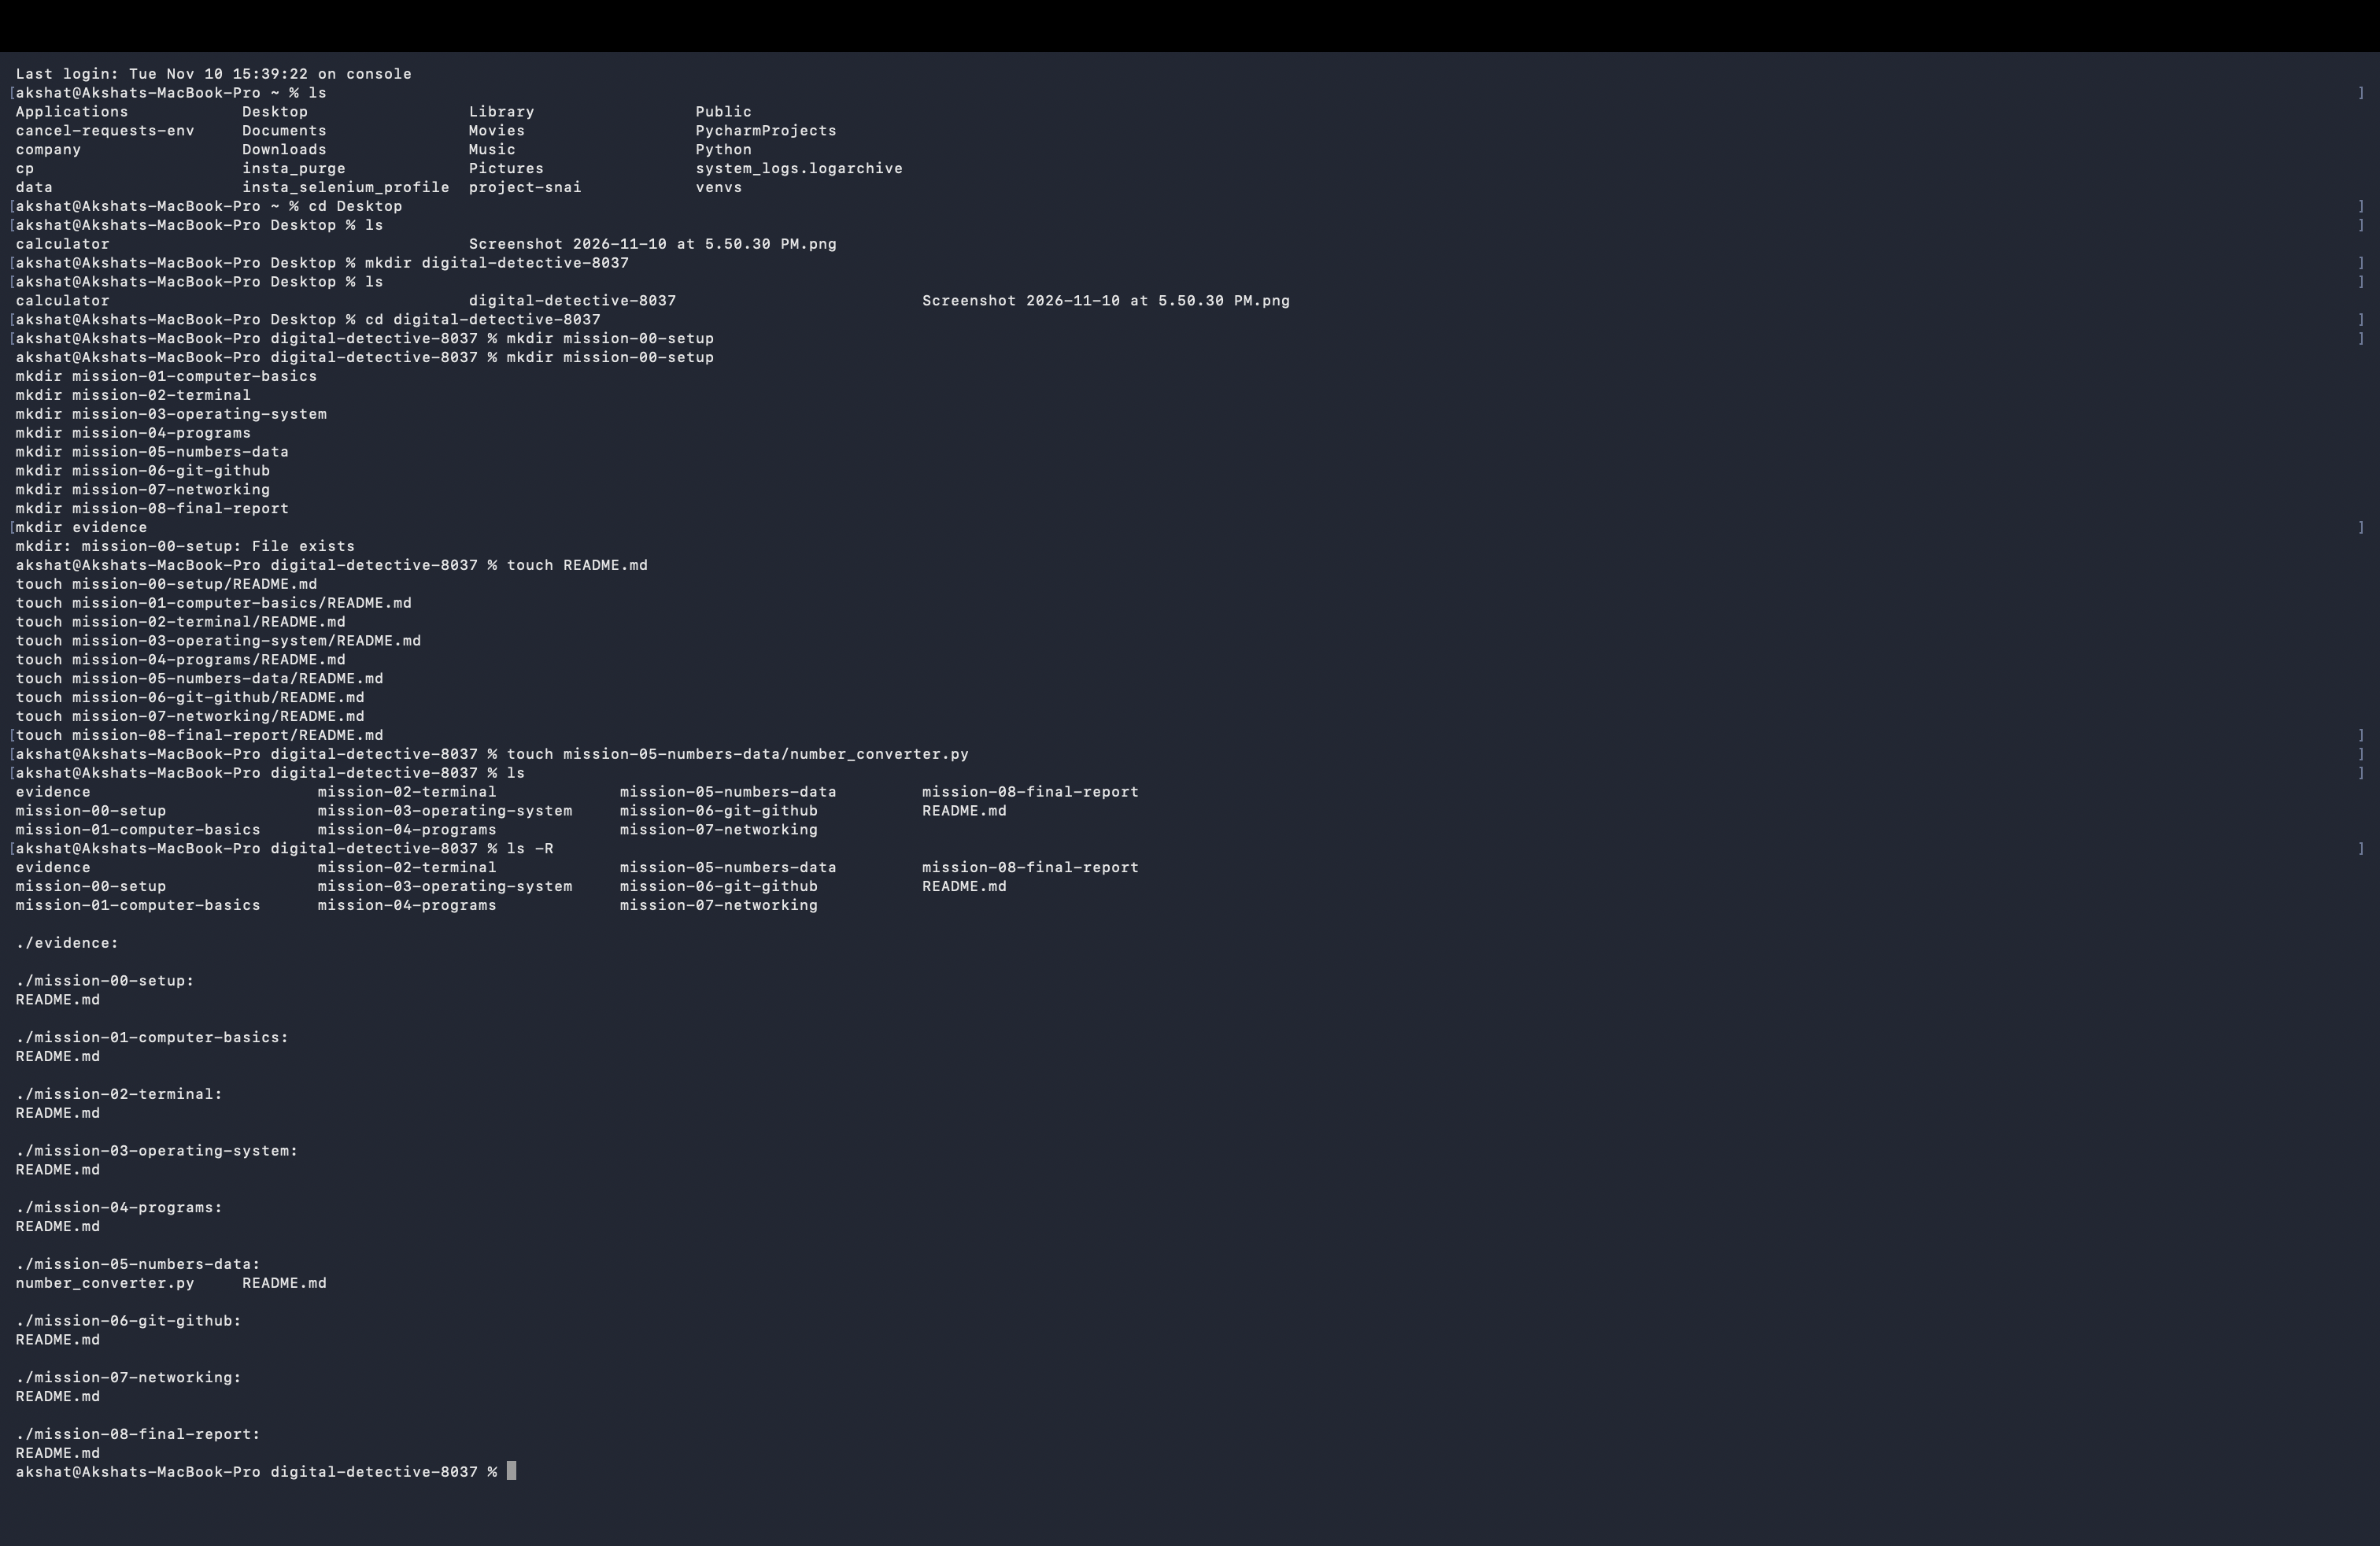 Last login: Tue Nov 10 15:39:22 on console
[akshat@Akshats-MacBook-Pro ~ % ls ]
Applications Desktop Library Public
cancel-requests-env Documents Movies PycharmProjects
company Downloads Music Python
cp insta_purge Pictures system_logs.logarchive
data insta_selenium_profile project-snai venvs
[akshat@Akshats-MacBook-Pro ~ % cd Desktop ]
[akshat@Akshats-MacBook-Pro Desktop % ls ]
calculator Screenshot 2026-11-10 at 5.50.30 PM.png
[akshat@Akshats-MacBook-Pro Desktop % mkdir digital-detective-8037 ]
[akshat@Akshats-MacBook-Pro Desktop % ls ]
calculator digital-detective-8037 Screenshot 2026-11-10 at 5.50.30 PM.png
[akshat@Akshats-MacBook-Pro Desktop % cd digital-detective-8037 ]
[akshat@Akshats-MacBook-Pro digital-detective-8037 % mkdir mission-00-setup ]
akshat@Akshats-MacBook-Pro digital-detective-8037 % mkdir mission-00-setup
mkdir mission-01-computer-basics
mkdir mission-02-terminal
mkdir mission-03-operating-system
mkdir mission-04-programs
mkdir mission-05-numbers-data
mkdir mission-06-git-github
mkdir mission-07-networking
mkdir mission-08-final-report
[mkdir evidence ]
mkdir: mission-00-setup: File exists
akshat@Akshats-MacBook-Pro digital-detective-8037 % touch README.md
touch mission-00-setup/README.md
touch mission-01-computer-basics/README.md
touch mission-02-terminal/README.md
touch mission-03-operating-system/README.md
touch mission-04-programs/README.md
touch mission-05-numbers-data/README.md
touch mission-06-git-github/README.md
touch mission-07-networking/README.md
[touch mission-08-final-report/README.md ]
[akshat@Akshats-MacBook-Pro digital-detective-8037 % touch mission-05-numbers-data/number_converter.py ]
[akshat@Akshats-MacBook-Pro digital-detective-8037 % ls ]
evidence mission-02-terminal mission-05-numbers-data mission-08-final-report
mission-00-setup mission-03-operating-system mission-06-git-github README.md
mission-01-computer-basics mission-04-programs mission-07-networking
[akshat@Akshats-MacBook-Pro digital-detective-8037 % ls -R ]
evidence mission-02-terminal mission-05-numbers-data mission-08-final-report
mission-00-setup mission-03-operating-system mission-06-git-github README.md
mission-01-computer-basics mission-04-programs mission-07-networking
./evidence:
./mission-00-setup:
README.md
./mission-01-computer-basics:
README.md
./mission-02-terminal:
README.md
./mission-03-operating-system:
README.md
./mission-04-programs:
README.md
./mission-05-numbers-data:
number_converter.py README.md
./mission-06-git-github:
README.md
./mission-07-networking:
README.md
./mission-08-final-report:
README.md
akshat@Akshats-MacBook-Pro digital-detective-8037 %